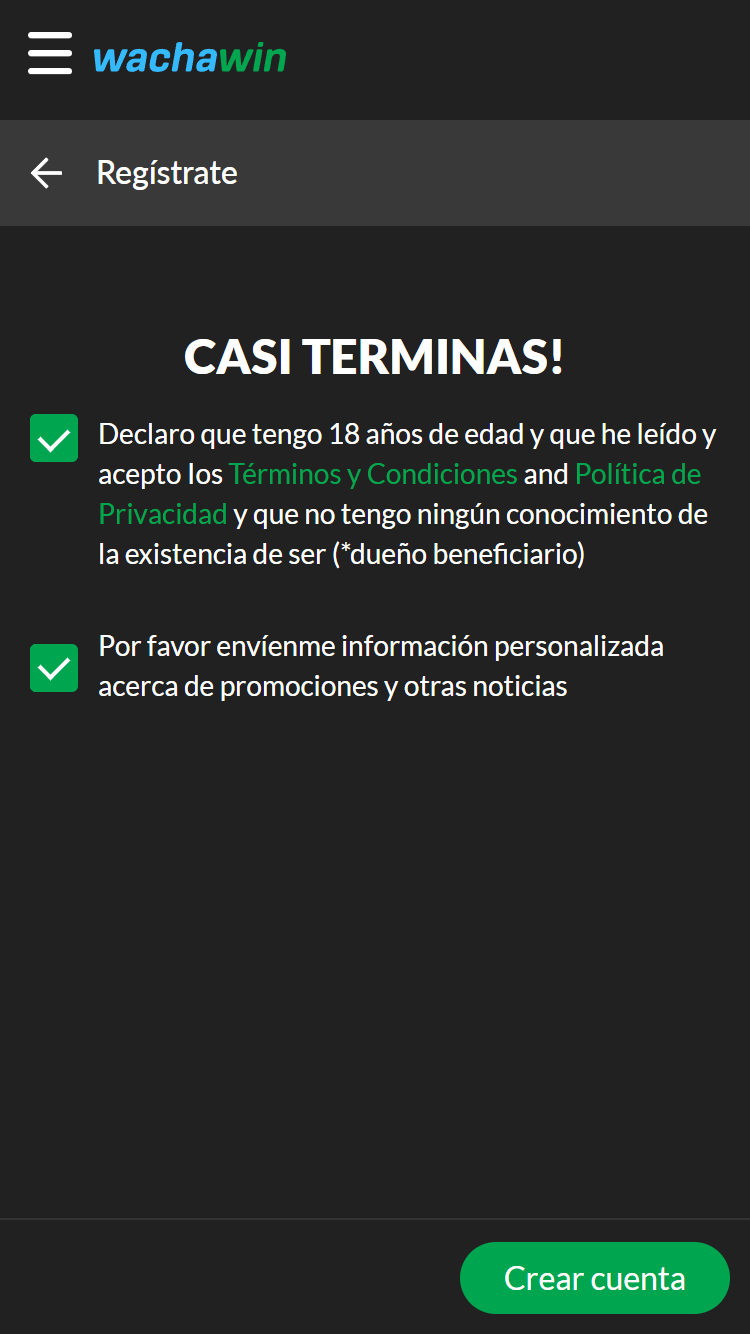 wachawin
Regístrate
CASI TERMINAS!
Declaro que tengo 18 años de edad y que he leído y
acepto los Términos y Condiciones and Política de
Privacidad y que no tengo ningún conocimiento de
la existencia de ser (*dueño beneficiario)
Por favor envíenme información personalizada
acerca de promociones y otras noticias
Crear cuenta